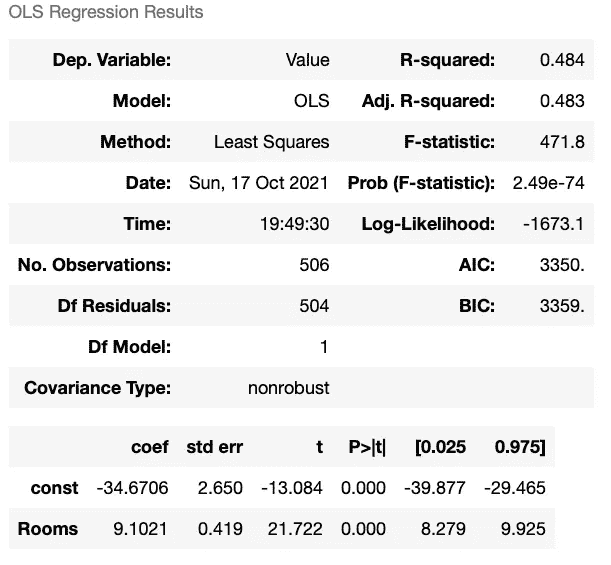 OLS Regression Results
Dep. Variable: Value R-squared: 0.484
Model: OLS Adj. R-squared: 0.483
Method: Least Squares F-statistic: 471.8
Date: Sun, 17 Oct 2021 Prob (F-statistic): 2.49e-74
Time: 19:49:30 Log-Likelihood: -1673.1
No. Observations: 506 AIC: 3350.
Df Residuals: 504 BIC: 3359.
Df Model: 1
Covariance Type: nonrobust
coef std err t P>|t| [0.025 0.975]
const -34.6706 2.650 -13.084 0.000 -39.877 -29.465
Rooms 9.1021 0.419 21.722 0.000 8.279 9.925